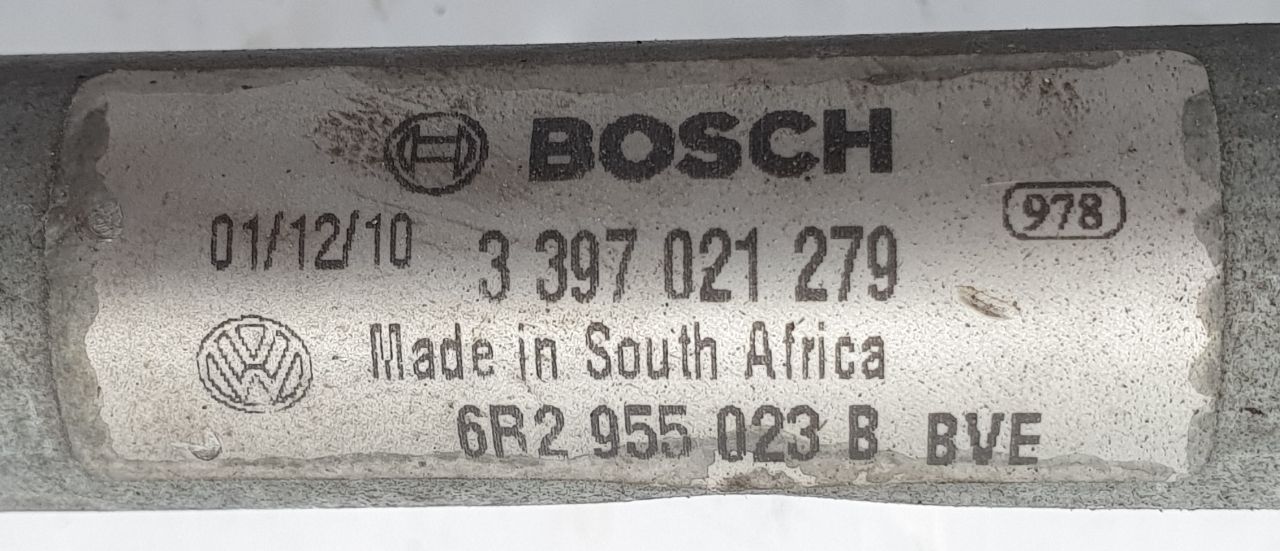 BOSCH
978
01/12/10 3 397 021 279
Made in South Africa
6R2 955 023 B BVE